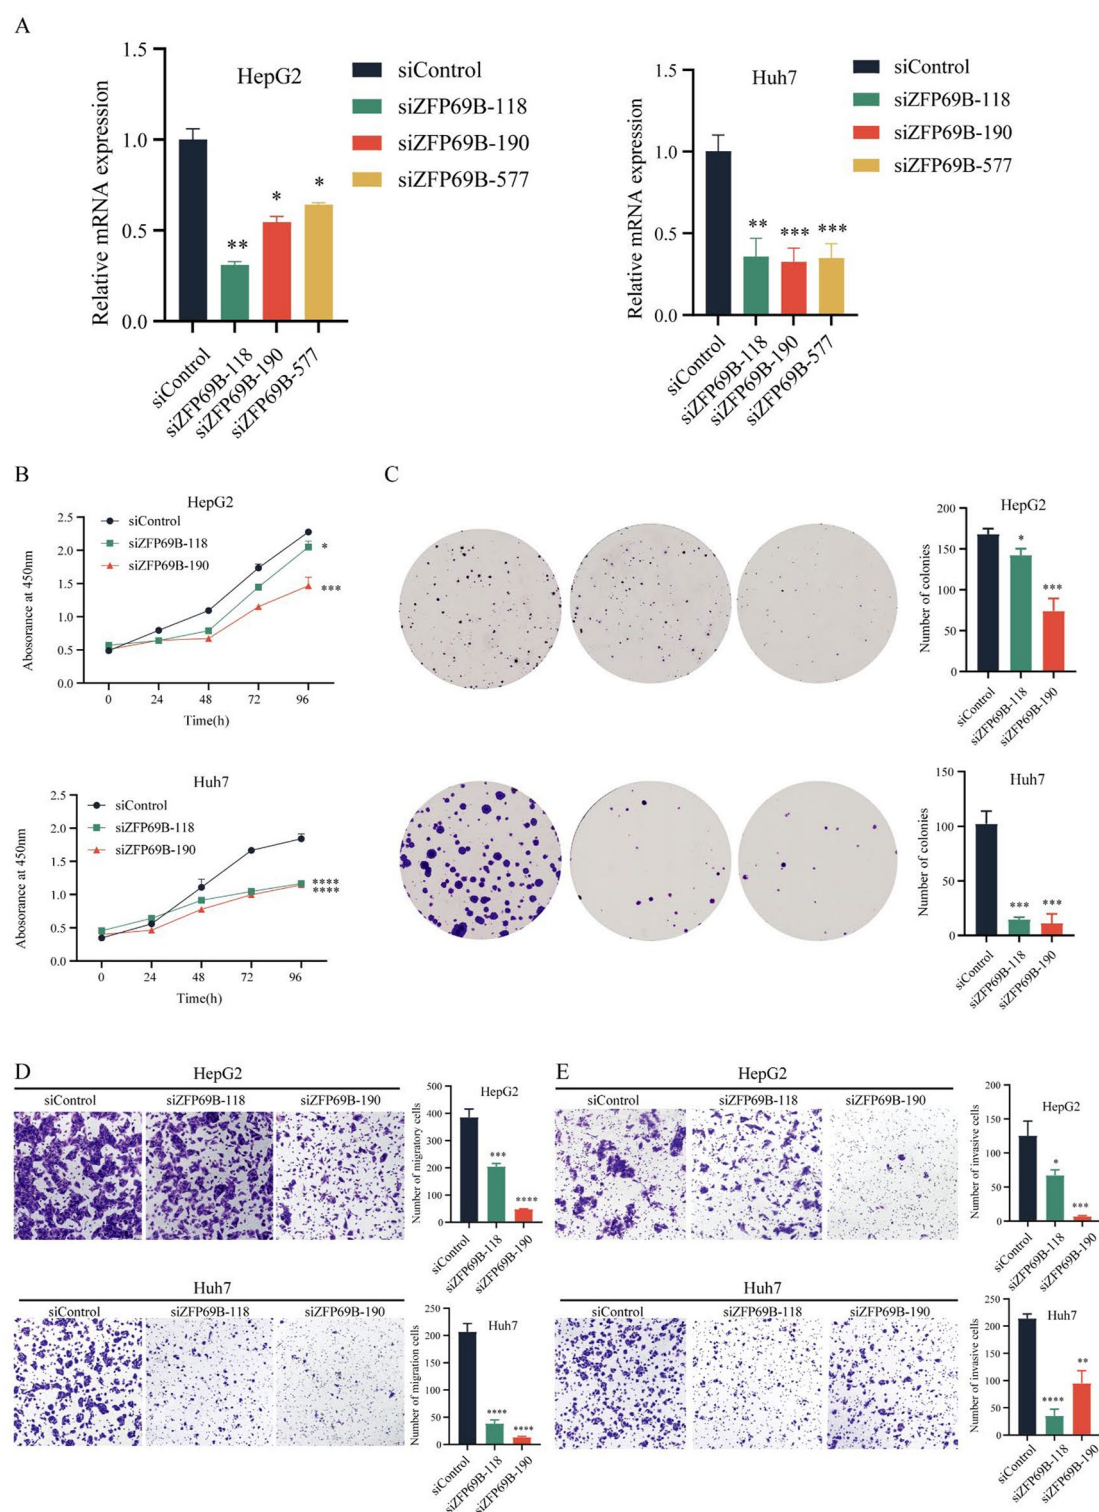 A
HepG2
Relative mRNA expression
1.5
1.0
0.5
0.0
siControl
siZFP69B-118
siZFP69B-190
siZFP69B-577
**
*
*
siControl
siZFP69B-118
siZFP69B-190
siZFP69B-577
Huh7
Relative mRNA expression
1.5
1.0
0.5
0.0
siControl
siZFP69B-118
siZFP69B-190
siZFP69B-577
**
***
***
siControl
siZFP69B-118
siZFP69B-190
siZFP69B-577
B
HepG2
siControl
siZFP69B-118
siZFP69B-190
Abosorance at 450nm
2.5
2.0
1.5
1.0
0.5
0.0
*
***
0 24 48 72 96
Time(h)
Huh7
siControl
siZFP69B-118
siZFP69B-190
Abosorance at 450nm
2.5
2.0
1.5
1.0
0.5
0.0
****
****
0 24 48 72 96
Time(h)
C
HepG2
Number of colonies
200
150
100
50
0
*
***
siControl
siZFP69B-118
siZFP69B-190
Huh7
Number of colonies
150
100
50
0
***
***
siControl
siZFP69B-118
siZFP69B-190
D
HepG2
siControl siZFP69B-118 siZFP69B-190
HepG2
Number of migratory cells
500
400
300
200
100
0
***
****
siControl
siZFP69B-118
siZFP69B-190
Huh7
siControl siZFP69B-118 siZFP69B-190
Huh7
Number of migration cells
250
200
150
100
50
0
****
****
siControl
siZFP69B-118
siZFP69B-190
E
HepG2
siControl siZFP69B-118 siZFP69B-190
HepG2
Number of invasive cells
200
150
100
50
0
*
***
siControl
siZFP69B-118
siZFP69B-190
Huh7
siControl siZFP69B-118 siZFP69B-190
Huh7
Number of invasive cells
250
200
150
100
50
0
****
**
siControl
siZFP69B-118
siZFP69B-190